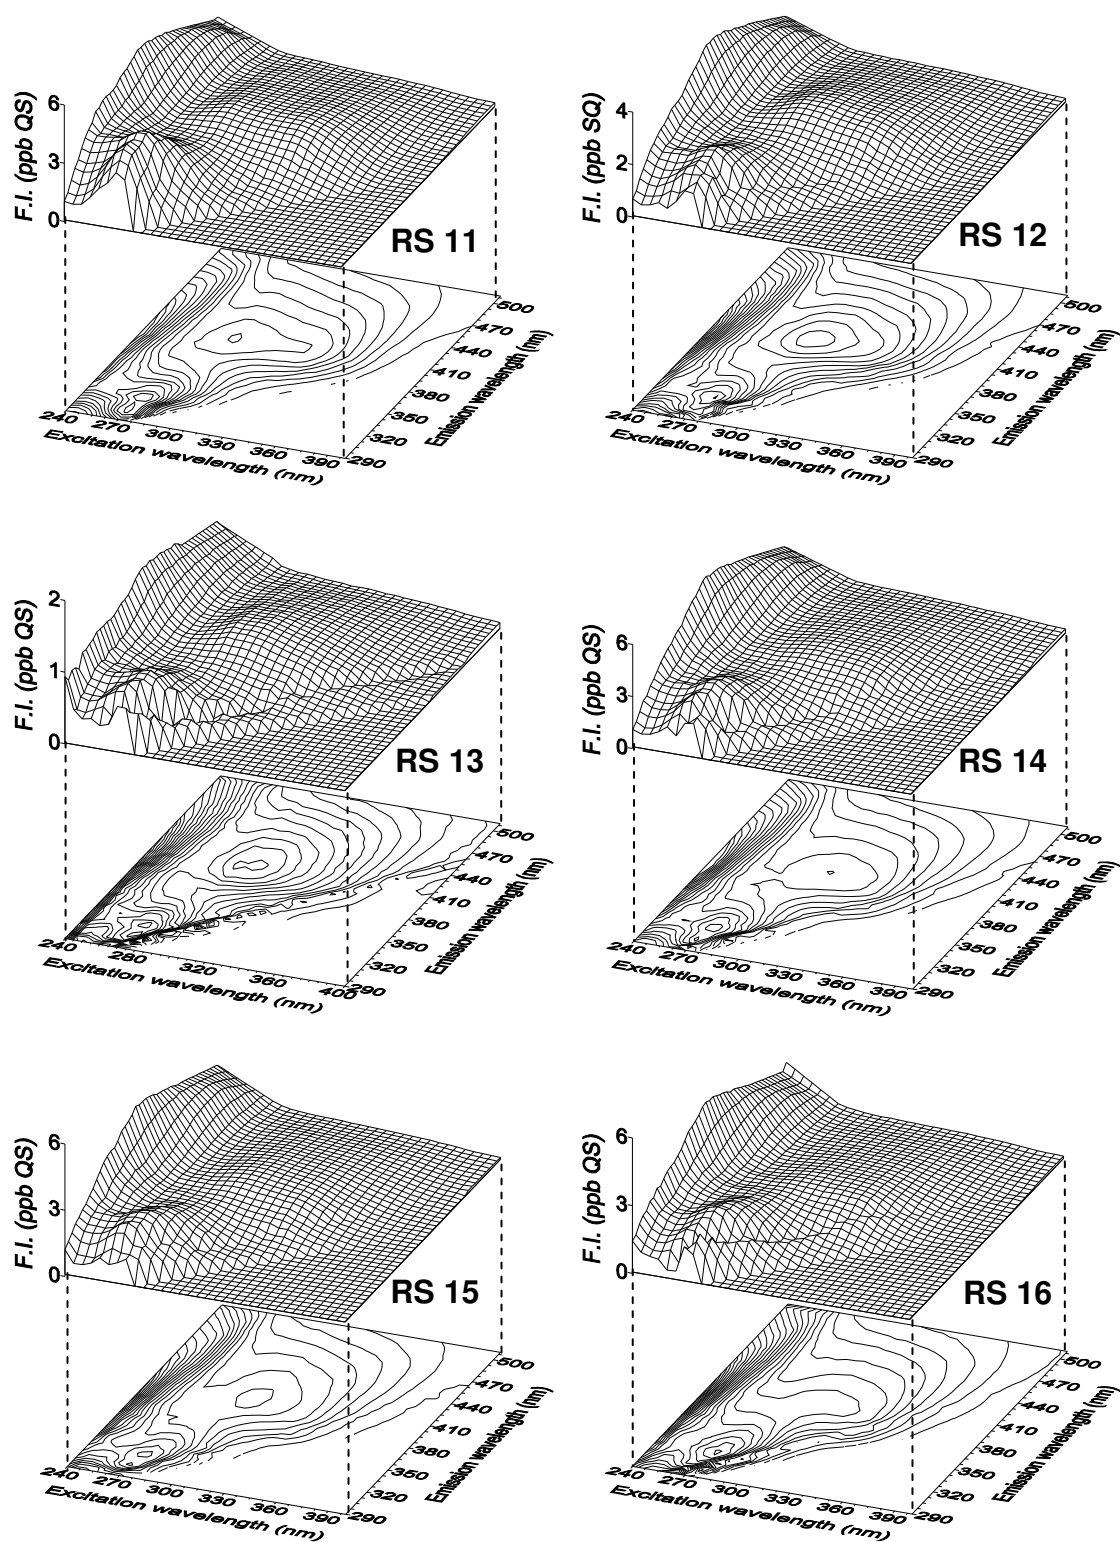 F.I. (ppb QS)
6
3
0
RS 11
240 270 300 330 360 390
Excitation wavelength (nm)
290 320 350 380 410 440 470 500
Emission wavelength (nm)
F.I. (ppb SQ)
4
2
0
RS 12
240 270 300 330 360 390
Excitation wavelength (nm)
290 320 350 380 410 440 470 500
Emission wavelength (nm)
F.I. (ppb QS)
2
1
0
RS 13
240 280 320 360 400
Excitation wavelength (nm)
290 320 350 380 410 440 470 500
Emission wavelength (nm)
F.I. (ppb QS)
6
3
0
RS 14
240 270 300 330 360 390
Excitation wavelength (nm)
290 320 350 380 410 440 470 500
Emission wavelength (nm)
F.I. (ppb QS)
6
3
0
RS 15
240 270 300 330 360 390
Excitation wavelength (nm)
290 320 350 380 410 440 470 500
Emission wavelength (nm)
F.I. (ppb QS)
6
3
0
RS 16
240 270 300 330 360 390
Excitation wavelength (nm)
290 320 350 380 410 440 470 500
Emission wavelength (nm)